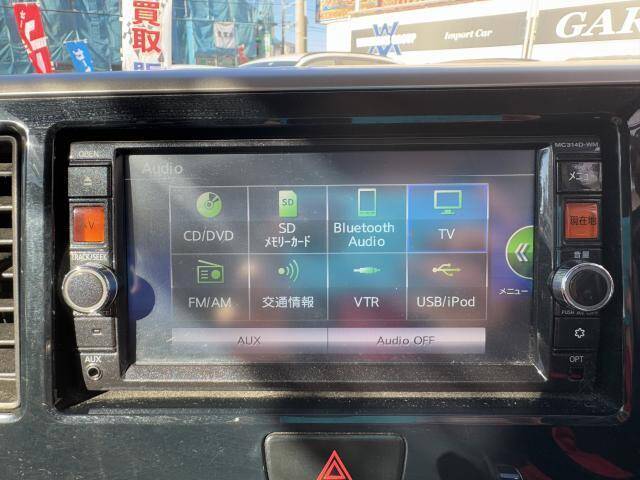 買取
Import Car
GAR
OPEN
MC314D-WM
Audio
メニュー
AV
CD/DVD
SD
メモリーカード
Bluetooth
Audio
TV
現在地
TRACK/SEEK
音量
FM/AM
交通情報
VTR
USB/iPod
メニュー
AUX
Audio OFF
AUX
OPT